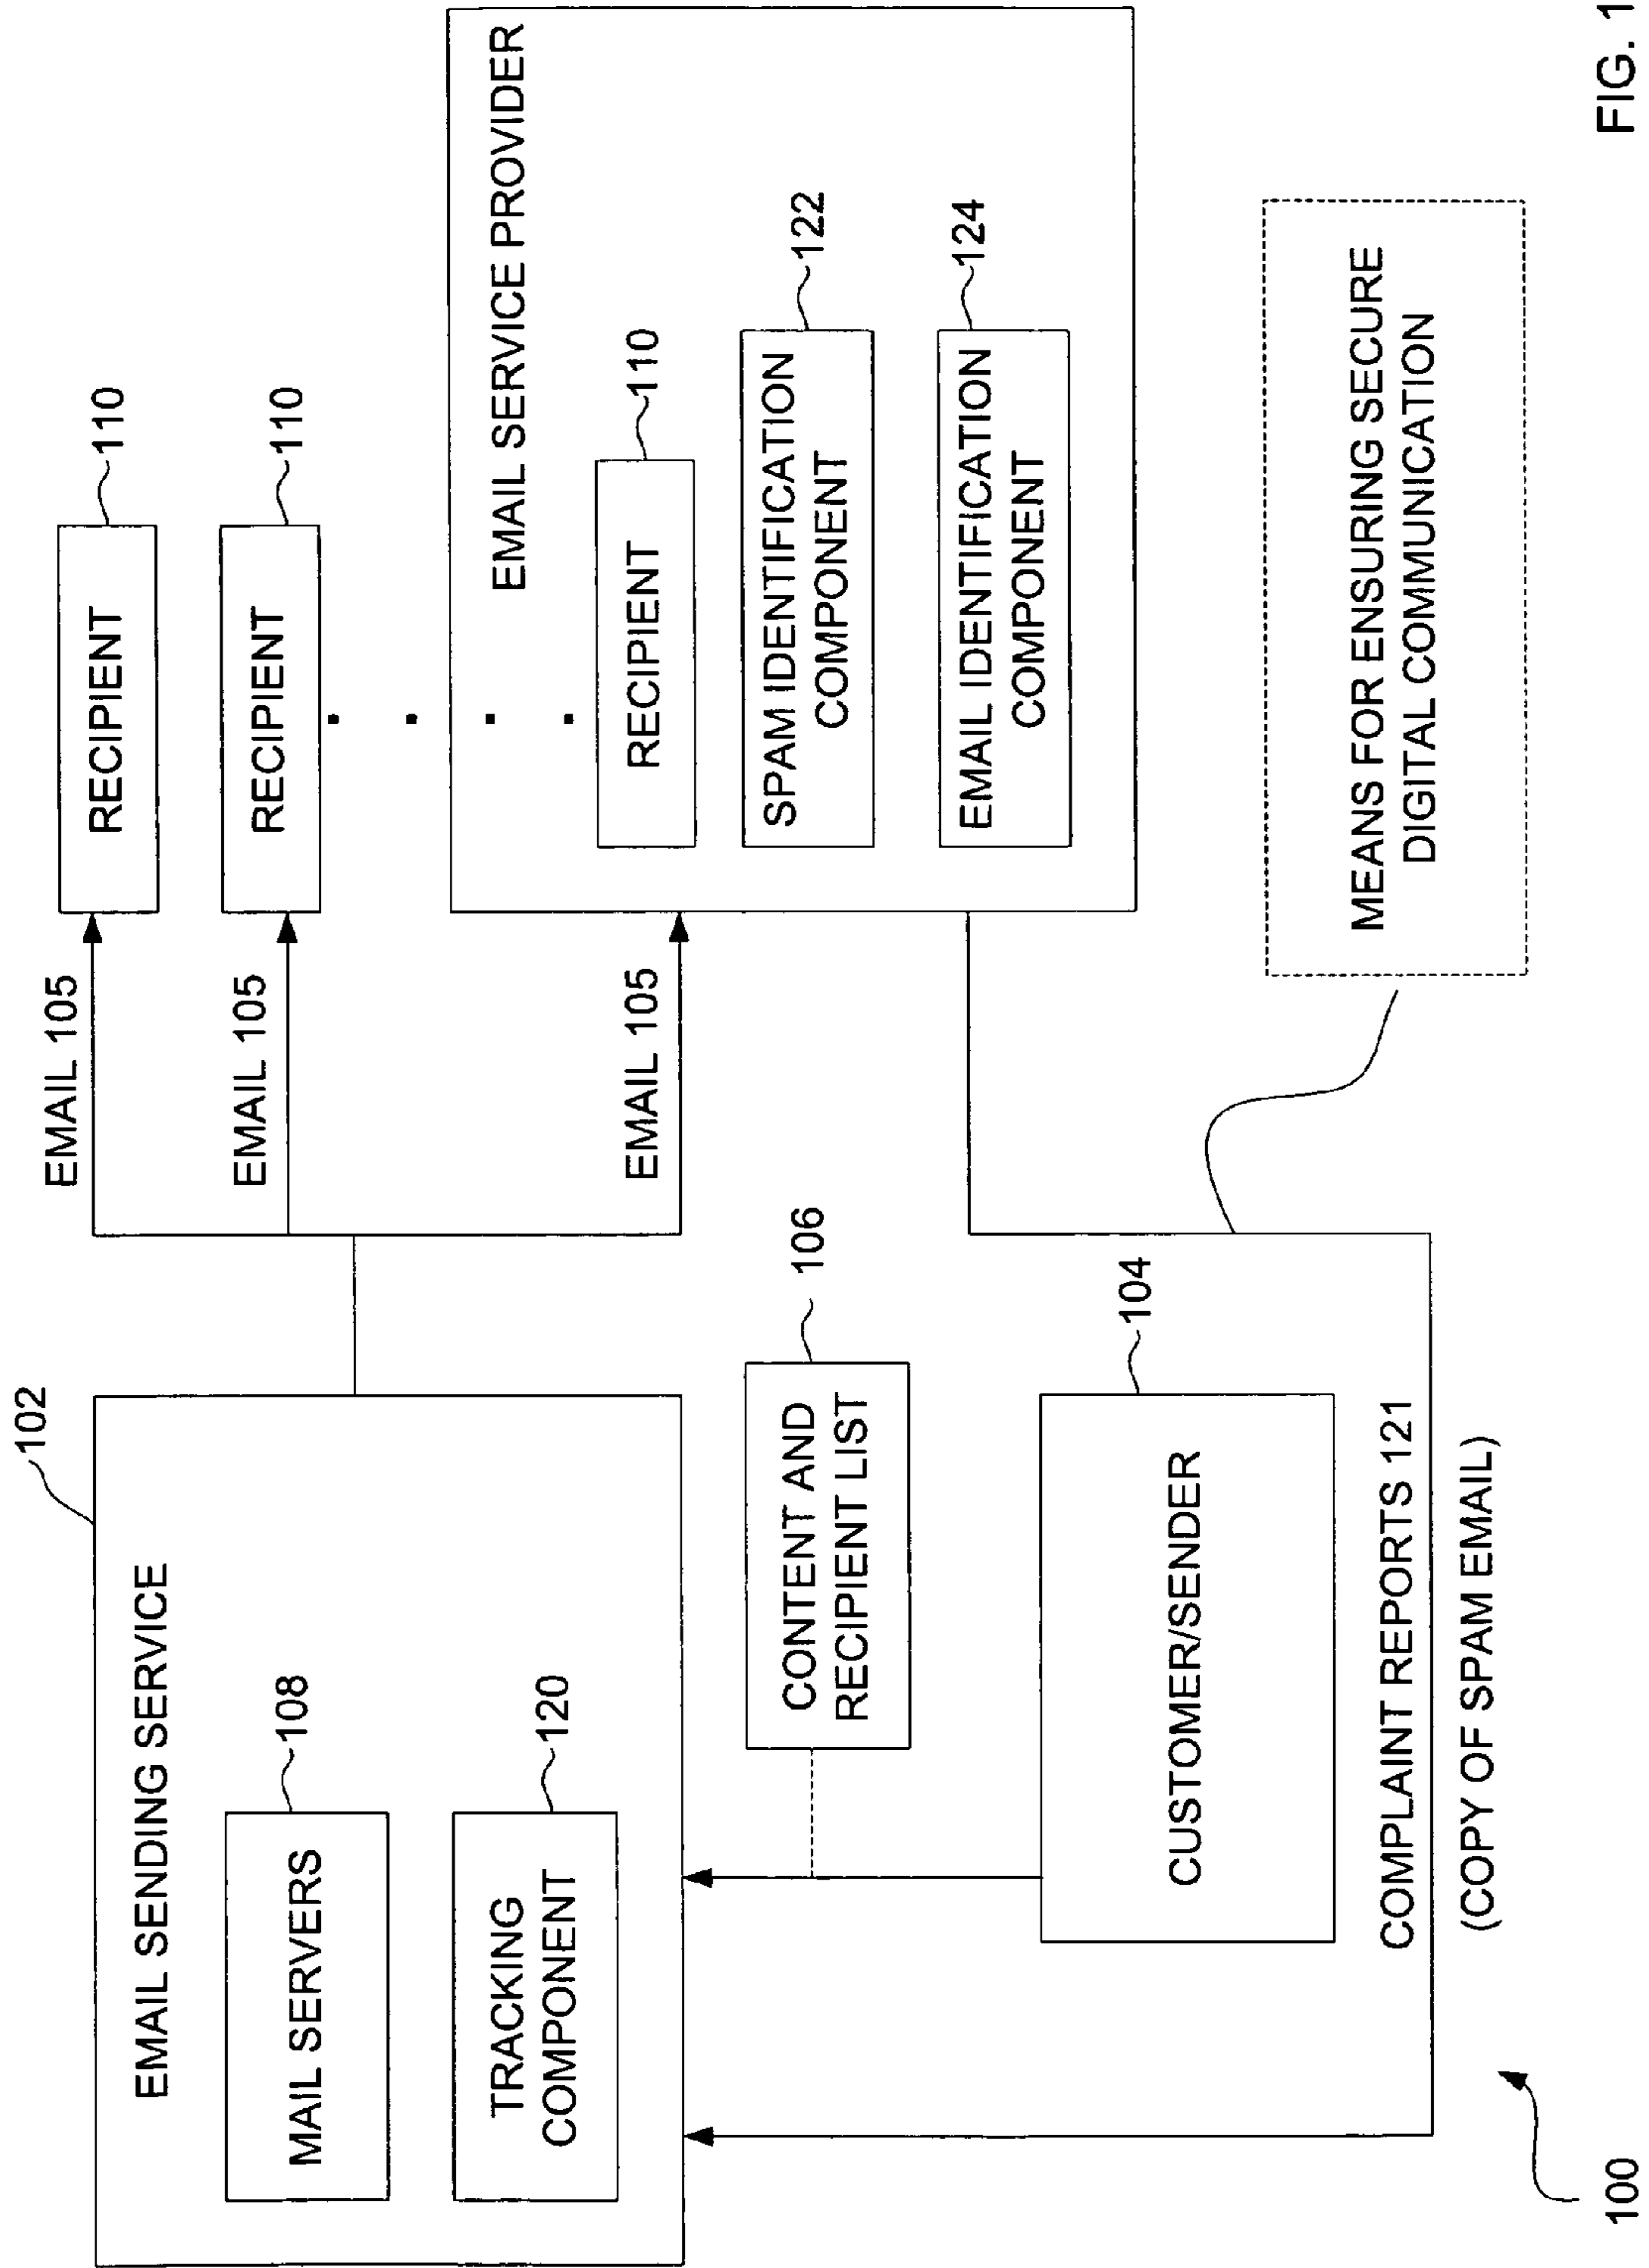 102
EMAIL SENDING SERVICE
MAIL SERVERS
108
TRACKING
COMPONENT
120
EMAIL 105
RECIPIENT
110
EMAIL 105
RECIPIENT
110
EMAIL 105
EMAIL SERVICE PROVIDER
RECIPIENT
110
SPAM IDENTIFICATION
COMPONENT
122
EMAIL IDENTIFICATION
COMPONENT
124
CONTENT AND
RECIPIENT LIST
106
CUSTOMER/SENDER
104
COMPLAINT REPORTS 121
(COPY OF SPAM EMAIL)
MEANS FOR ENSURING SECURE
DIGITAL COMMUNICATION
100
FIG. 1